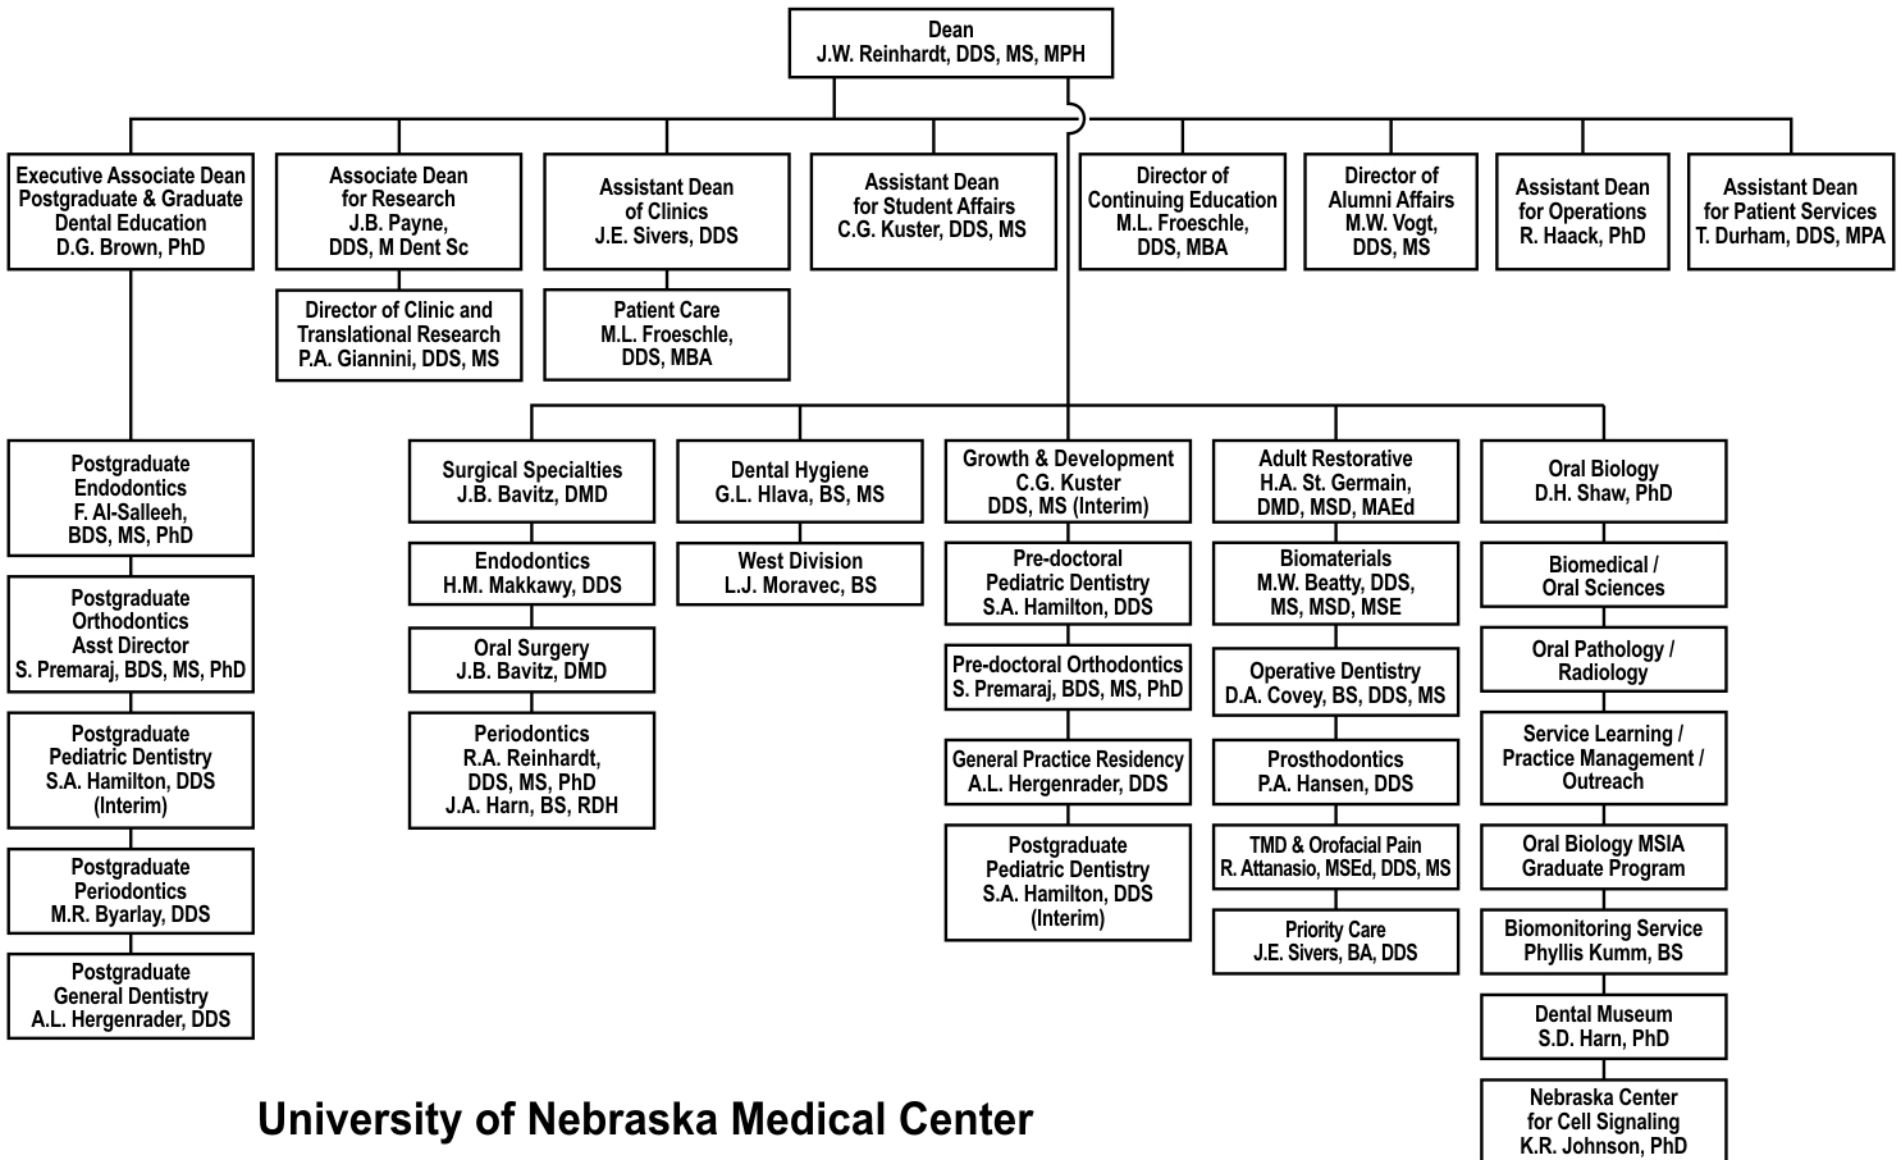 Dean
J.W. Reinhardt, DDS, MS, MPH
Executive Associate Dean
Postgraduate & Graduate
Dental Education
D.G. Brown, PhD
Associate Dean
for Research
J.B. Payne,
DDS, M Dent Sc
Assistant Dean
of Clinics
J.E. Sivers, DDS
Assistant Dean
for Student Affairs
C.G. Kuster, DDS, MS
Director of
Continuing Education
M.L. Froeschle,
DDS, MBA
Director of
Alumni Affairs
M.W. Vogt,
DDS, MS
Assistant Dean
for Operations
R. Haack, PhD
Assistant Dean
for Patient Services
T. Durham, DDS, MPA
Director of Clinic and
Translational Research
P.A. Giannini, DDS, MS
Patient Care
M.L. Froeschle,
DDS, MBA
Postgraduate
Endodontics
F. Al-Salleeh,
BDS, MS, PhD
Postgraduate
Orthodontics
Asst Director
S. Premaraj, BDS, MS, PhD
Postgraduate
Pediatric Dentistry
S.A. Hamilton, DDS
(Interim)
Postgraduate
Periodontics
M.R. Byarlay, DDS
Postgraduate
General Dentistry
A.L. Hergenrader, DDS
Surgical Specialties
J.B. Bavitz, DMD
Endodontics
H.M. Makkawy, DDS
Oral Surgery
J.B. Bavitz, DMD
Periodontics
R.A. Reinhardt,
DDS, MS, PhD
J.A. Harn, BS, RDH
Dental Hygiene
G.L. Hlava, BS, MS
West Division
L.J. Moravec, BS
Growth & Development
C.G. Kuster
DDS, MS (Interim)
Pre-doctoral
Pediatric Dentistry
S.A. Hamilton, DDS
Pre-doctoral Orthodontics
S. Premaraj, BDS, MS, PhD
General Practice Residency
A.L. Hergenrader, DDS
Postgraduate
Pediatric Dentistry
S.A. Hamilton, DDS
(Interim)
Adult Restorative
H.A. St. Germain,
DMD, MSD, MAEd
Biomaterials
M.W. Beatty, DDS,
MS, MSD, MSE
Operative Dentistry
D.A. Covey, BS, DDS, MS
Prosthodontics
P.A. Hansen, DDS
TMD & Orofacial Pain
R. Attanasio, MSEd, DDS, MS
Priority Care
J.E. Sivers, BA, DDS
Oral Biology
D.H. Shaw, PhD
Biomedical /
Oral Sciences
Oral Pathology /
Radiology
Service Learning /
Practice Management /
Outreach
Oral Biology MSIA
Graduate Program
Biomonitoring Service
Phyllis Kumm, BS
Dental Museum
S.D. Harn, PhD
Nebraska Center
for Cell Signaling
K.R. Johnson, PhD
University of Nebraska Medical Center